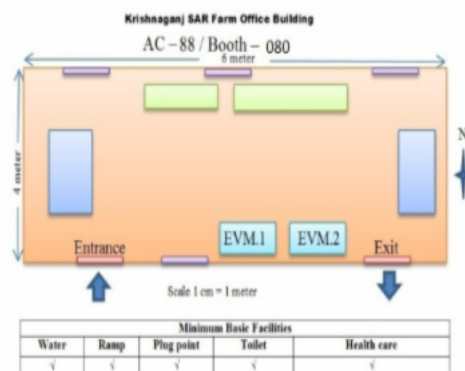 Krishnaganj SAR Farm Office Building
AC – 88 / Booth – 080
6 meter
4 meter
N
EVM.1 EVM.2
Entrance Exit
Scale 1 cm = 1 meter
Minimum Basic Facilities
Water Ramp Plug point Toilet Health care
√ √ √ √ √